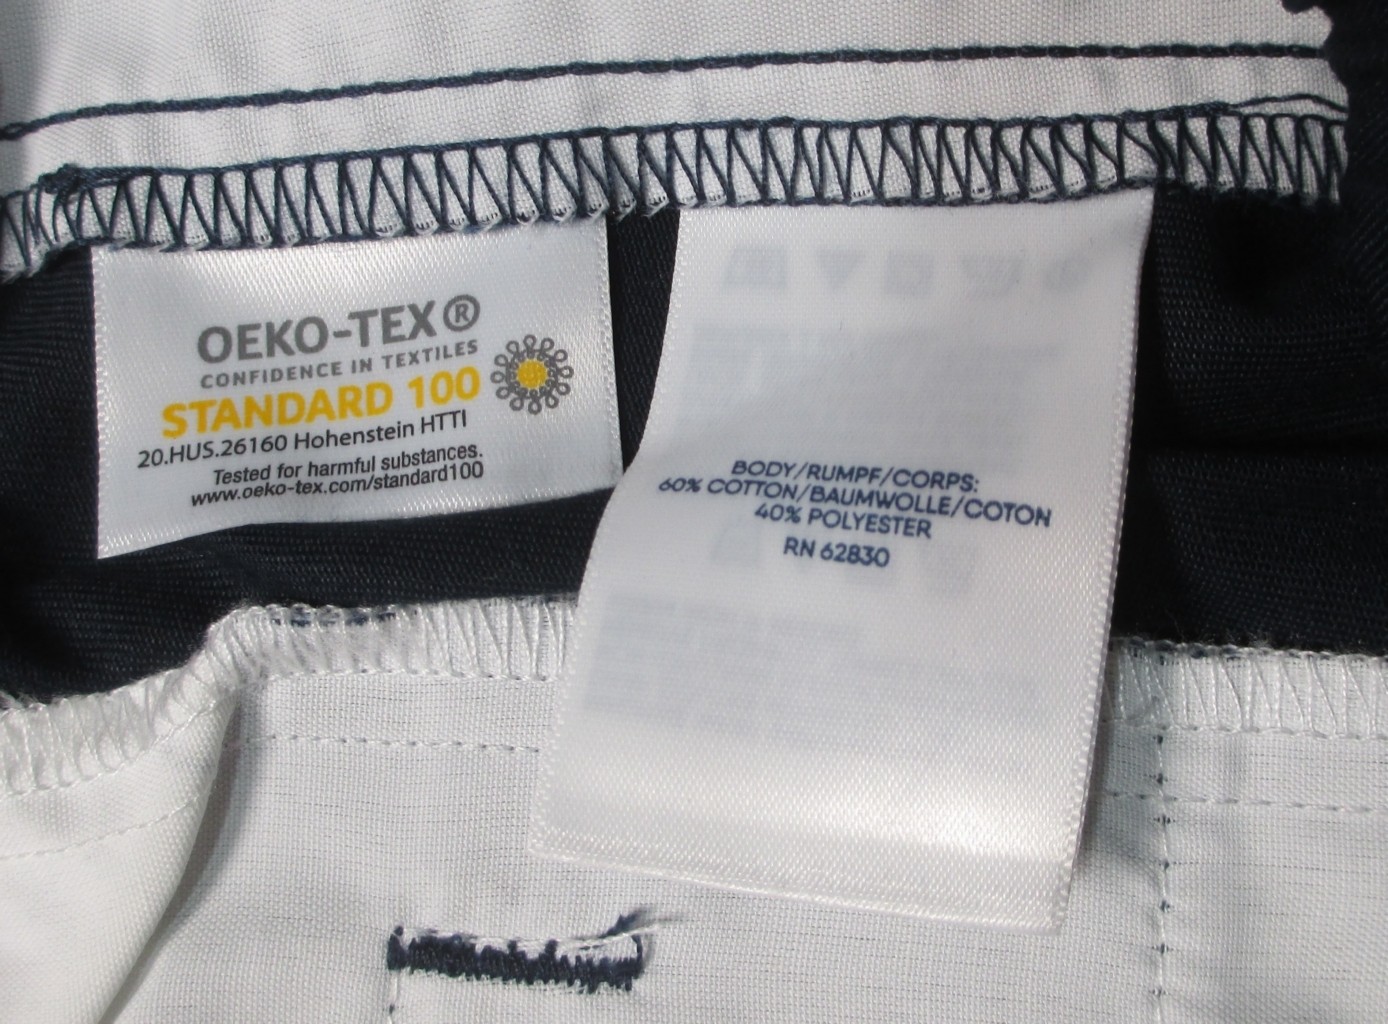 OEKO-TEX®
CONFIDENCE IN TEXTILES
STANDARD 100
20.HUS.26160 Hohenstein HTTI
Tested for harmful substances.
www.oeko-tex.com/standard100
BODY/RUMPF/CORPS:
60% COTTON/BAUMWOLLE/COTON
40% POLYESTER
RN 62830